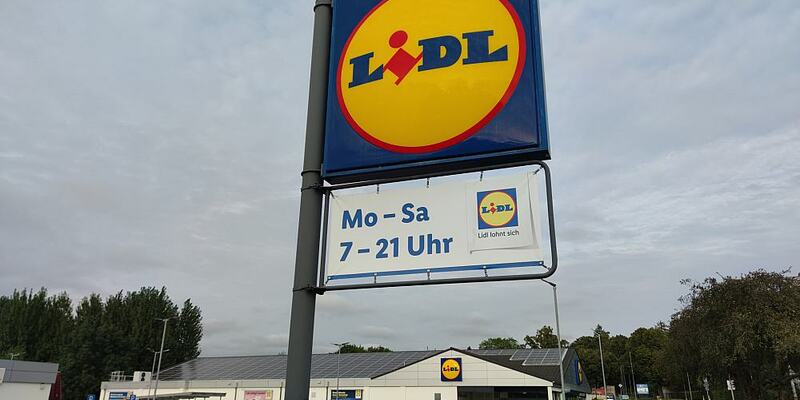 LIDL
Mo – Sa
7 – 21 Uhr
LIDL
Lidl lohnt sich
LIDL